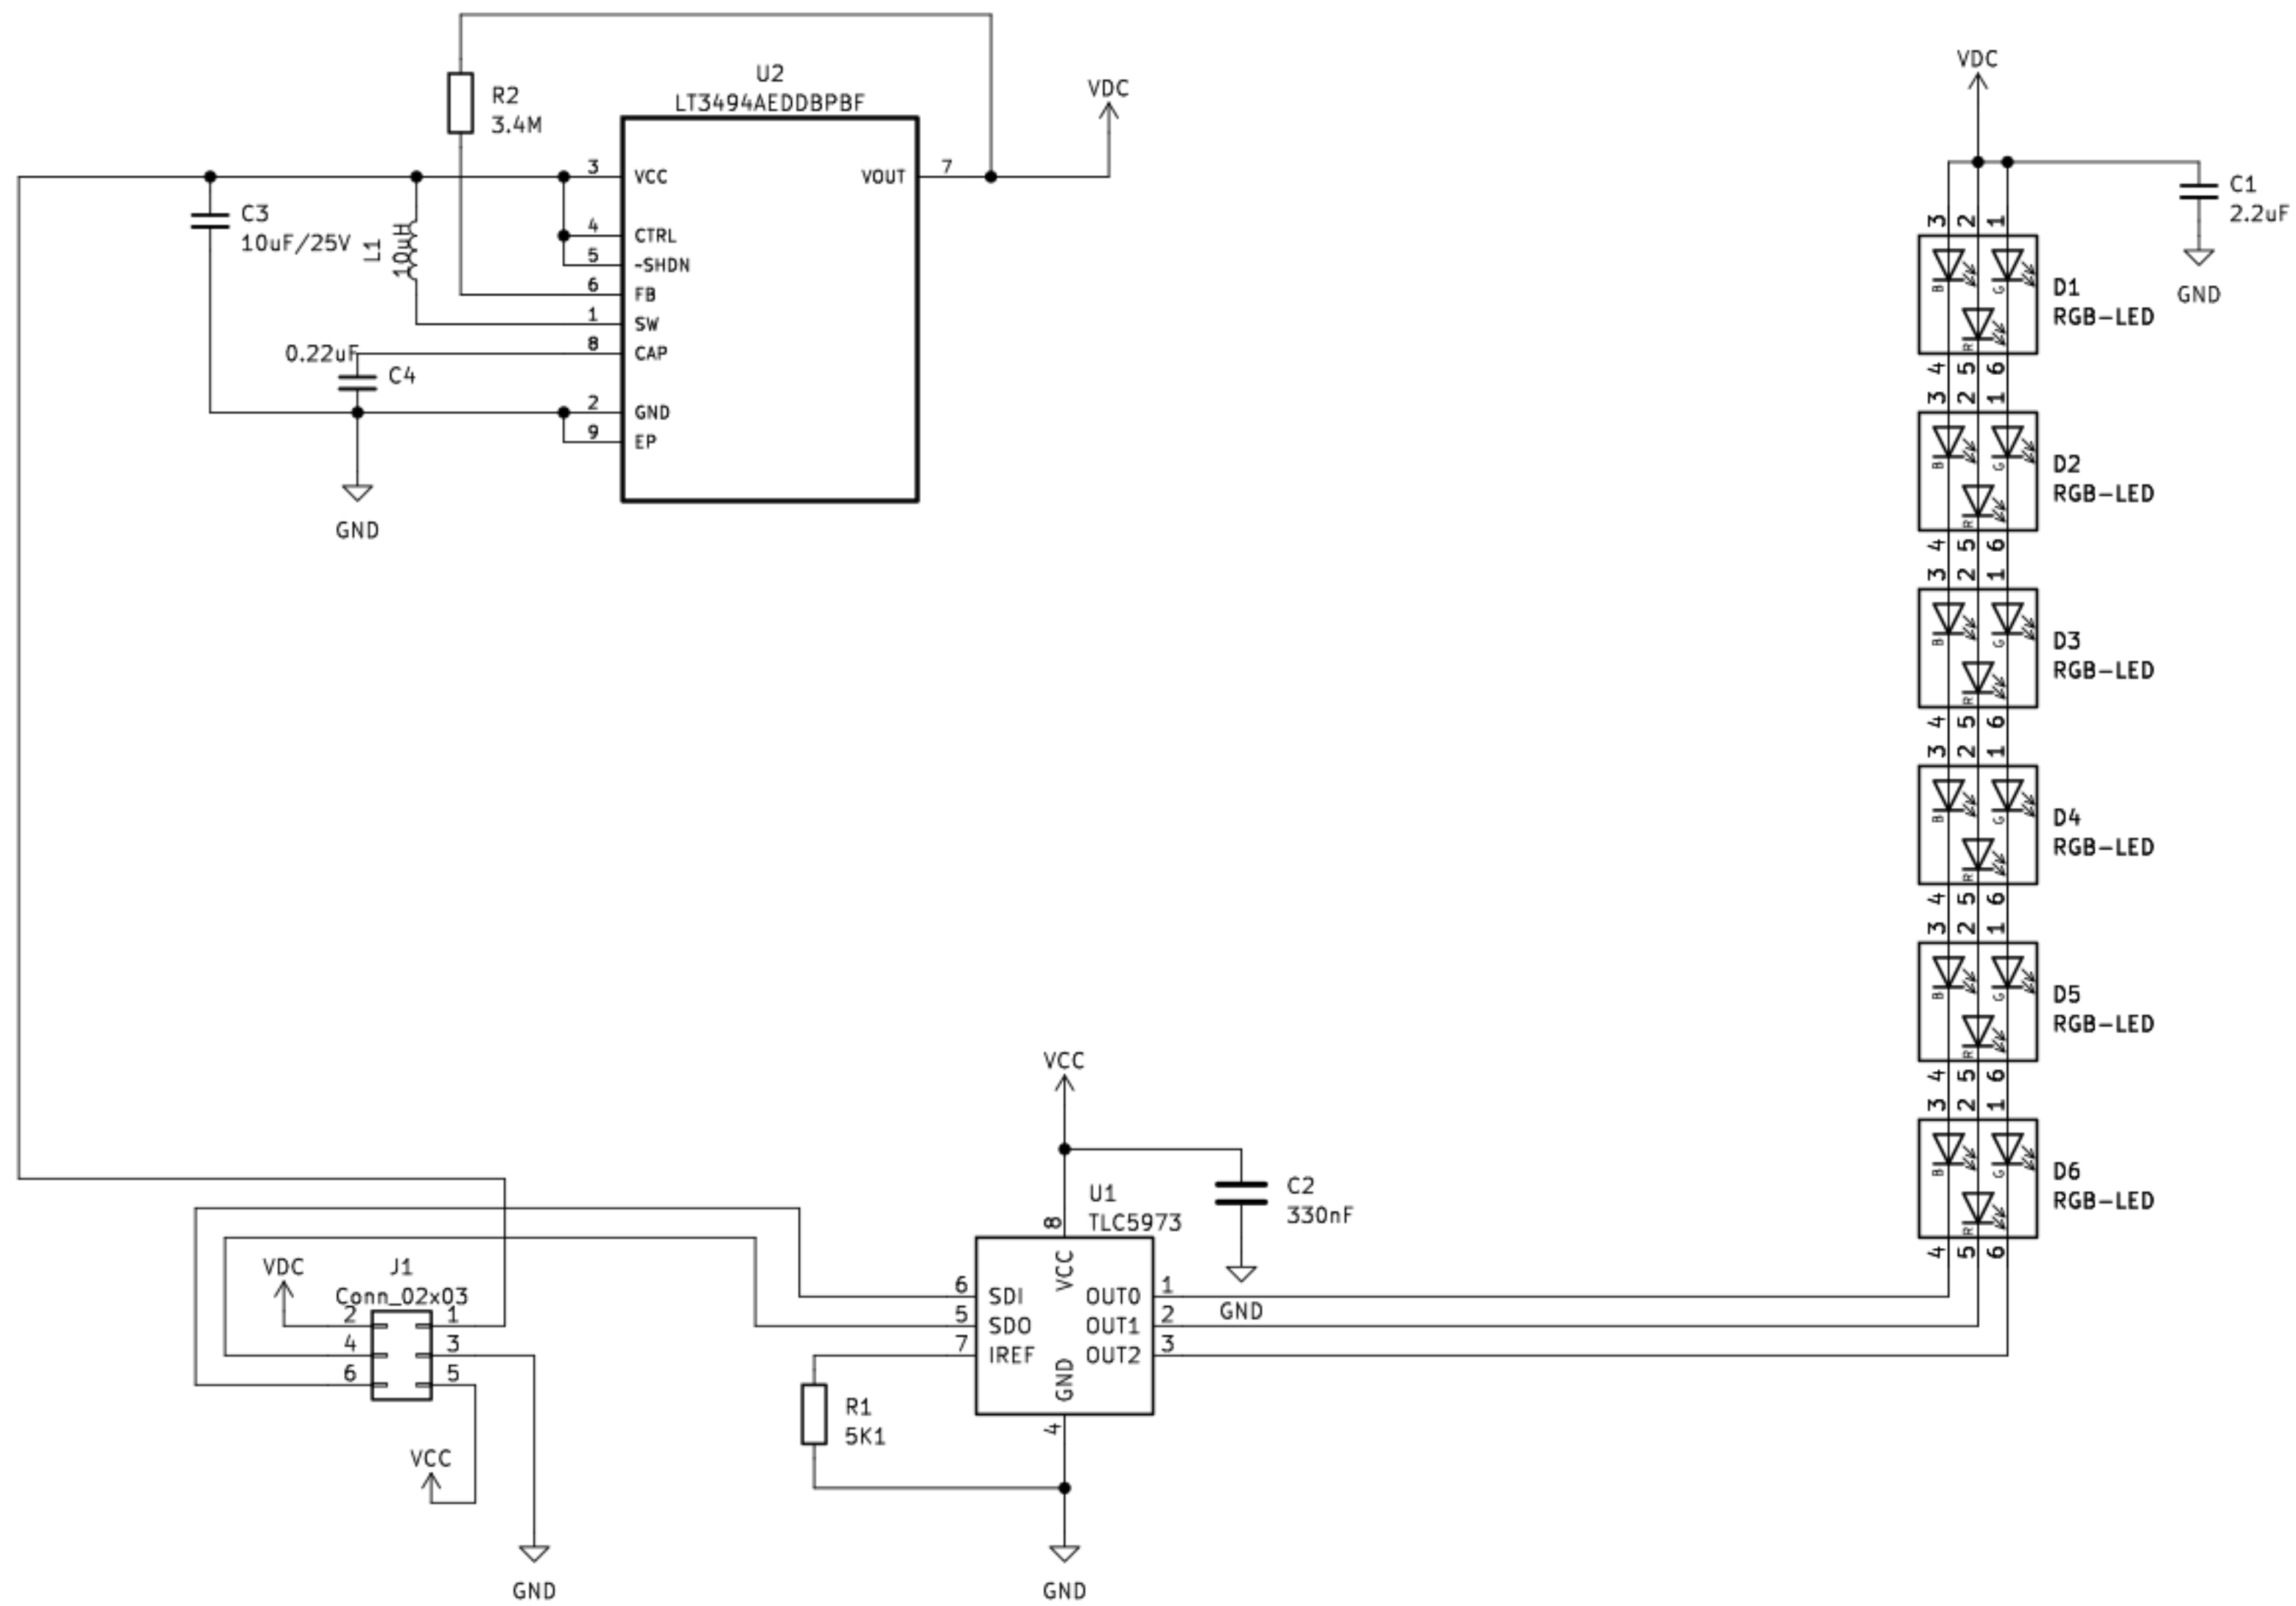 U2
LT3494AEDDBPBF
R2
3.4M
VDC
3
VCC
VOUT
7
4
CTRL
5
~SHDN
6
FB
1
SW
8
CAP
2
GND
9
EP
C3
10uF/25V
L1
10uH
0.22uF
C4
GND
VDC
C1
2.2uF
GND
3 2 1
B
G
R
D1
RGB-LED
4 5 6
3 2 1
B
G
R
D2
RGB-LED
4 5 6
3 2 1
B
G
R
D3
RGB-LED
4 5 6
3 2 1
B
G
R
D4
RGB-LED
4 5 6
3 2 1
B
G
R
D5
RGB-LED
4 5 6
3 2 1
B
G
R
D6
RGB-LED
4 5 6
VCC
C2
330nF
GND
U1
TLC5973
8
VCC
6
SDI
OUT0
1
5
SDO
OUT1
2
7
IREF
OUT2
3
GND
4
R1
5K1
GND
VDC
J1
Conn_02x03
2
1
4
3
6
5
VCC
GND